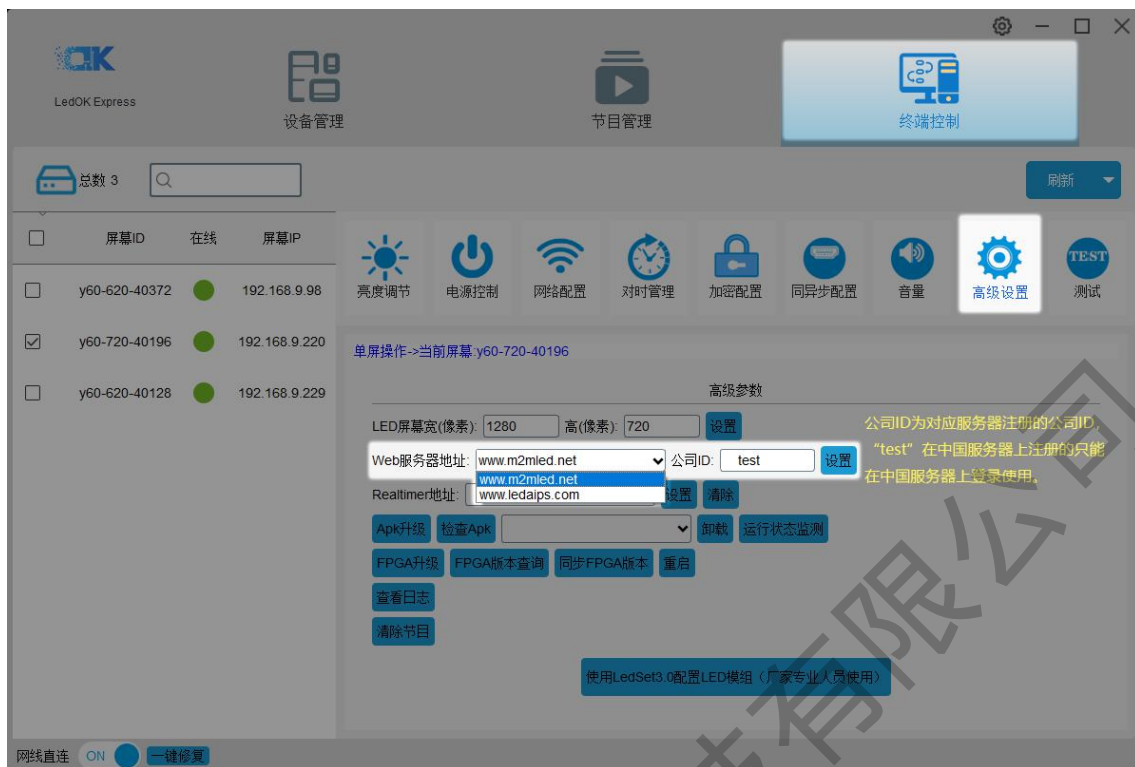 LedOK Express
设备管理
节目管理
终端控制
总数 3
刷新
屏幕ID 在线 屏幕IP
y60-620-40372 192.168.9.98
y60-720-40196 192.168.9.220
y60-620-40128 192.168.9.229
亮度调节 电源控制 网络配置 对时管理 加密配置 同异步配置 音量 高级设置 TEST 测试
单屏操作->当前屏幕:y60-720-40196
高级参数
LED屏幕宽(像素): 1280 高(像素): 720 设置
Web服务器地址: www.m2mled.net 公司ID: test 设置
www.m2mled.net
www.ledaips.com
公司ID为对应服务器注册的公司ID,
“test”在中国服务器上注册的只能
在中国服务器上登录使用。
Realtimer地址: 设置 清除
Apk升级 检查Apk 卸载 运行状态监测
FPGA升级 FPGA版本查询 同步FPGA版本 重启
查看日志
清除节目
使用LedSet3.0配置LED模组（厂家专业人员使用）
网线直连 ON 一键修复
技有限公司